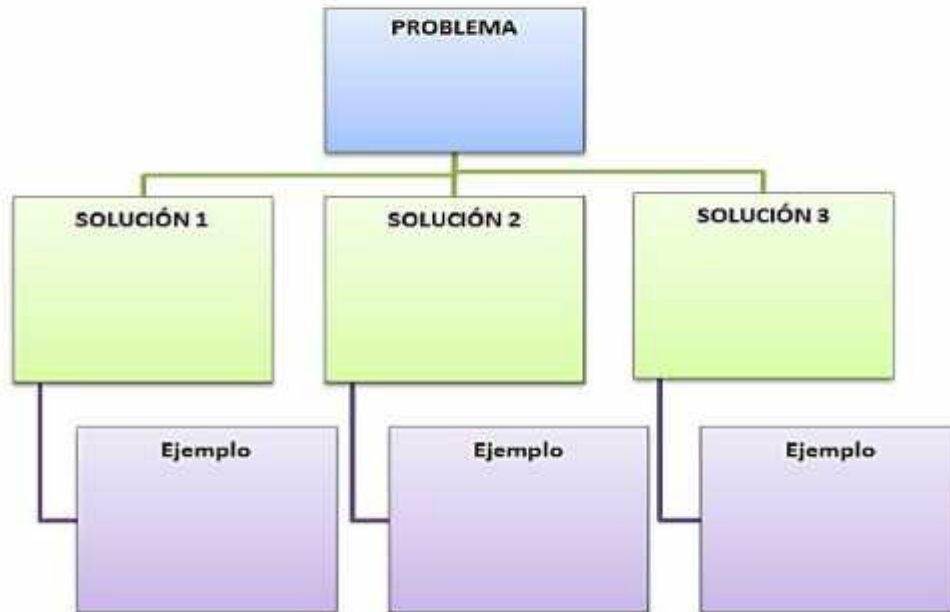 PROBLEMA
SOLUCIÓN 1
SOLUCIÓN 2
SOLUCIÓN 3
Ejemplo
Ejemplo
Ejemplo